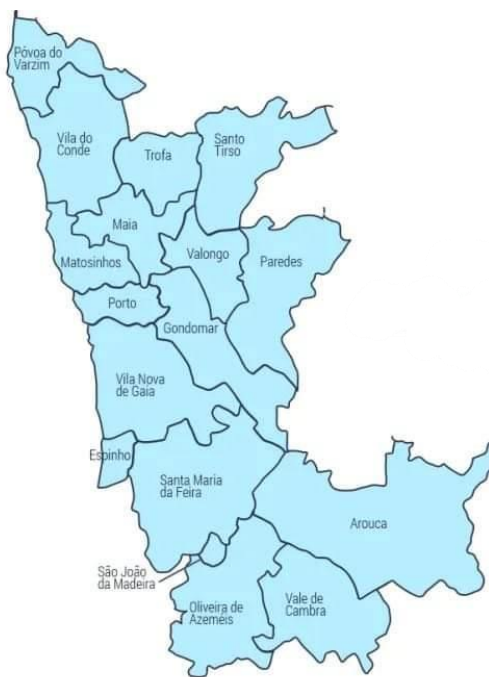 Póvoa do
Varzim
Vila do
Conde
Trofa
Santo
Tirso
Maia
Matosinhos
Valongo
Paredes
Porto
Gondomar
Vila Nova
de Gaia
Espinho
Santa Maria
da Feira
Arouca
São João
da Madeira
Oliveira de
Azeméis
Vale de
Cambra